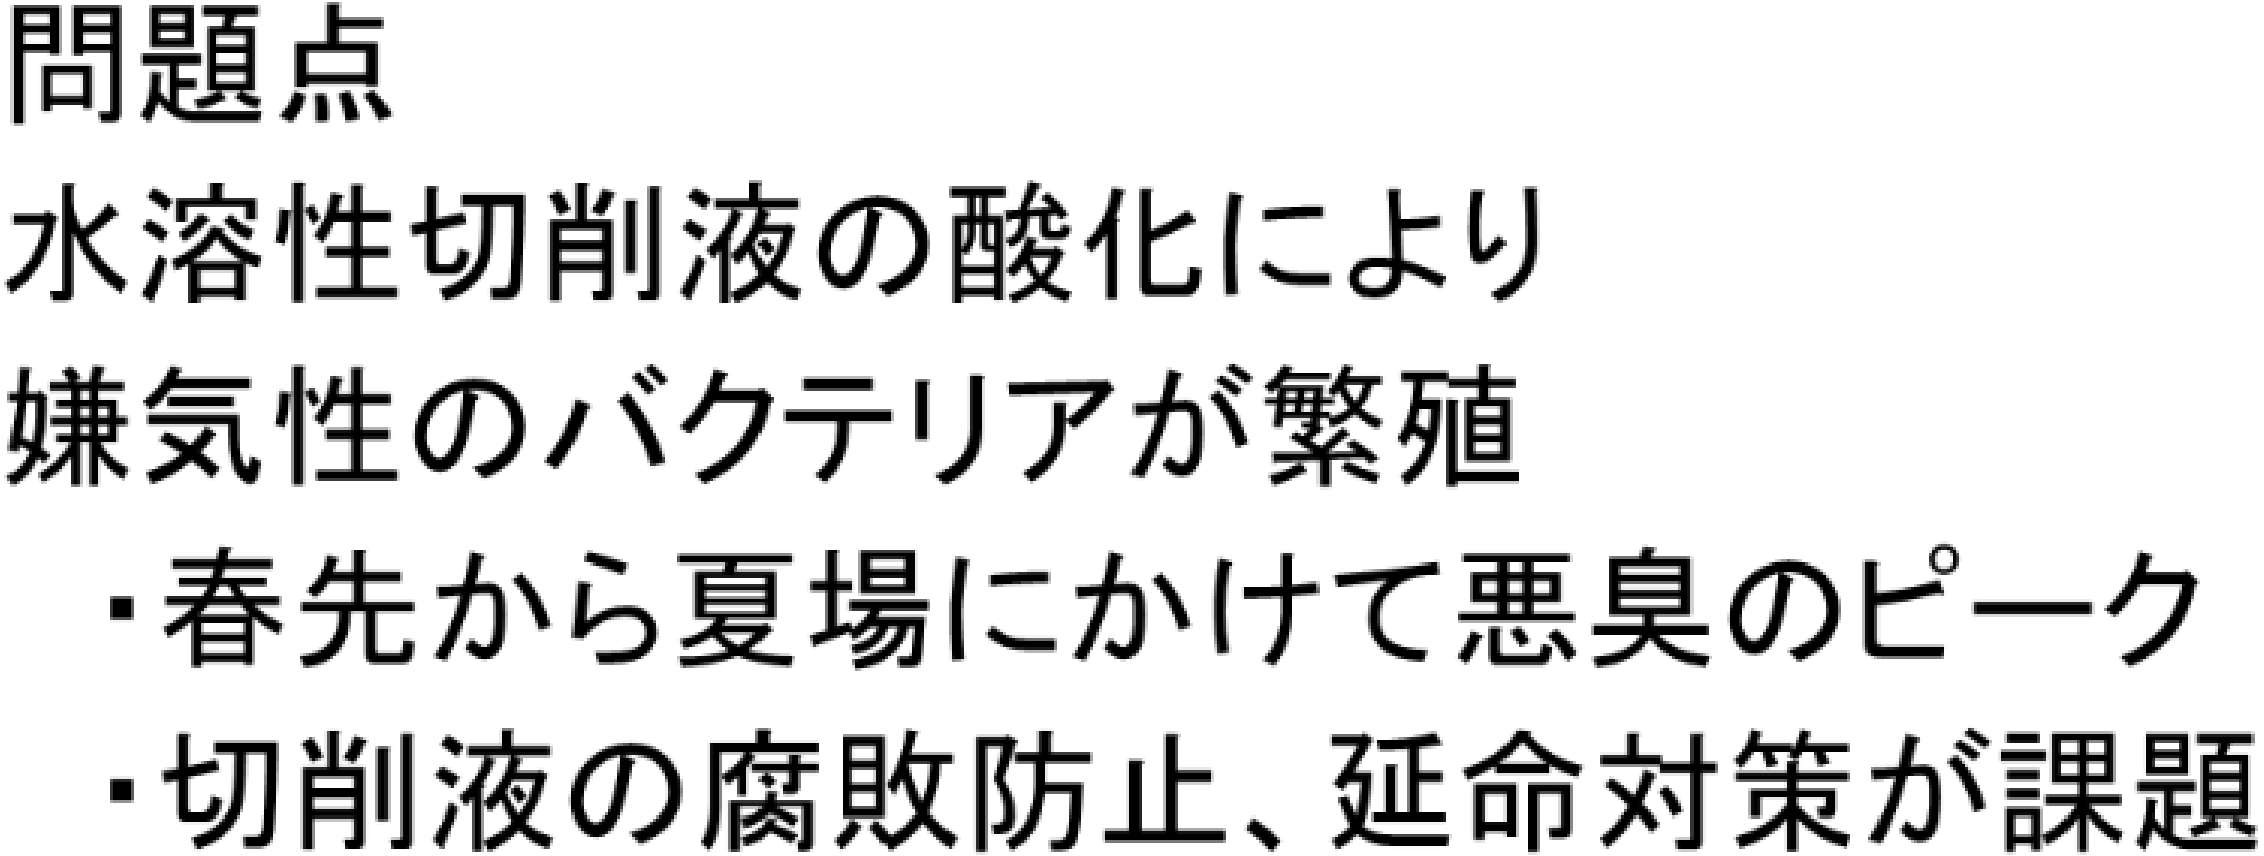 問題点
水溶性切削液の酸化により
嫌気性のバクテリアが繁殖
・春先から夏場にかけて悪臭のピーク
・切削液の腐敗防止、延命対策が課題